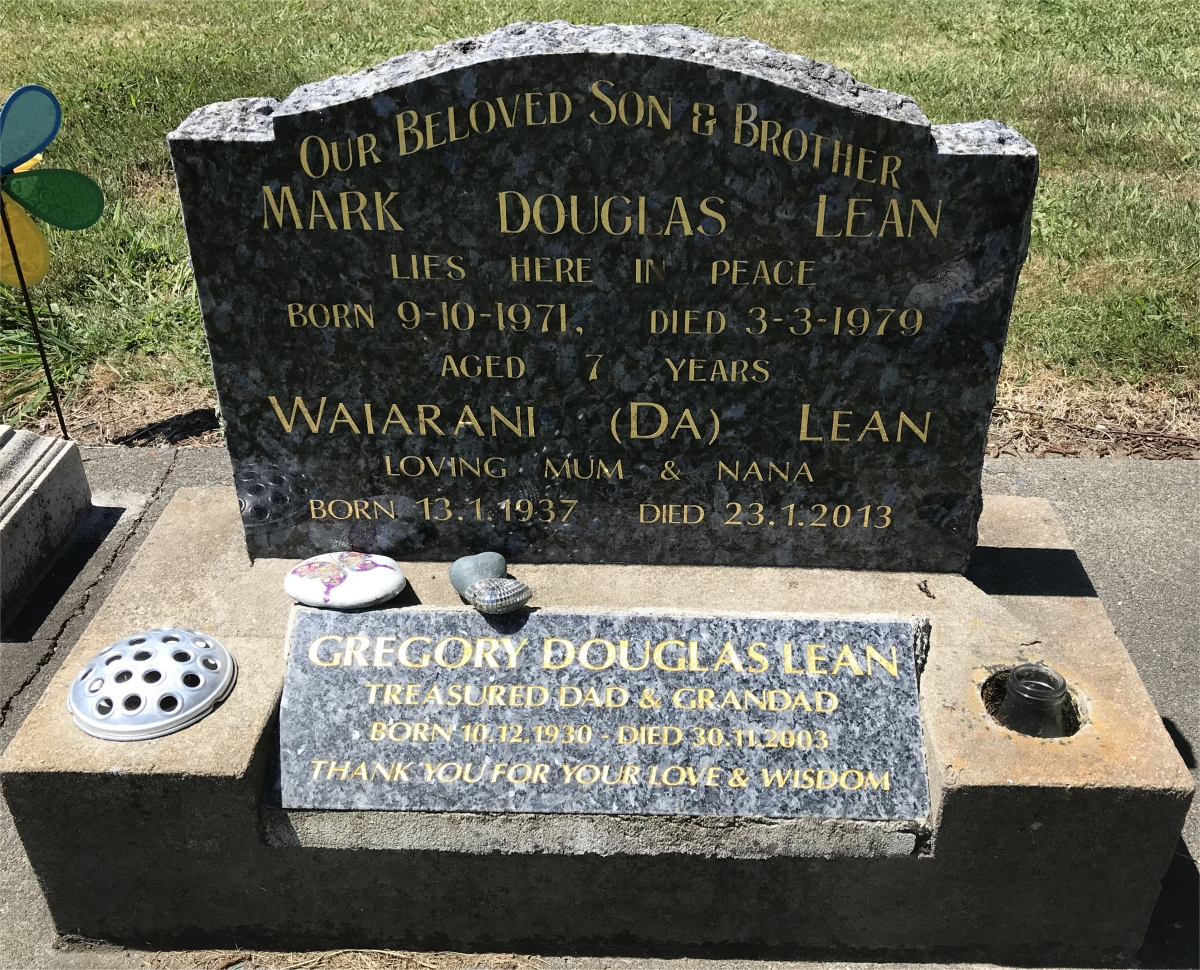 OUR BELOVED SON & BROTHER
MARK DOUGLAS LEAN
LIES HERE IN PEACE
BORN 9-10-1971, DIED 3-3-1979
AGED 7 YEARS
WAIARANI (DA) LEAN
LOVING MUM & NANA
BORN 13.1.1937 DIED 23.1.2013
GREGORY DOUGLAS LEAN
TREASURED DAD & GRANDAD
BORN 10.12.1930 - DIED 30.11.2003
THANK YOU FOR YOUR LOVE & WISDOM